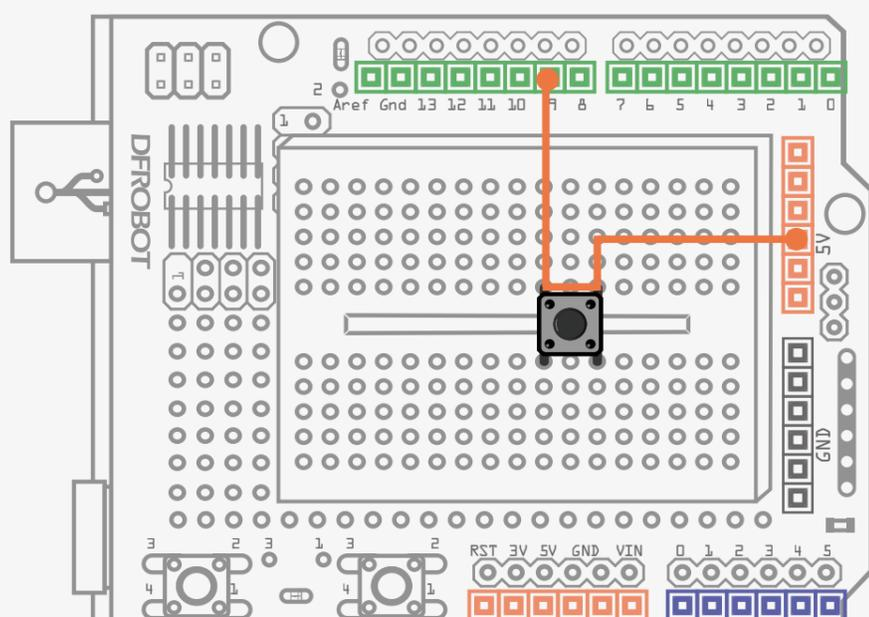 2
Aref Gnd 13 12 11 10 9 8 7 6 5 4 3 2 1 0
1
DFROBOT
5V
1
GND
3 2 3 1 3 2
RST 3V 5V GND VIN 0 1 2 3 4 5
4 1 4 1